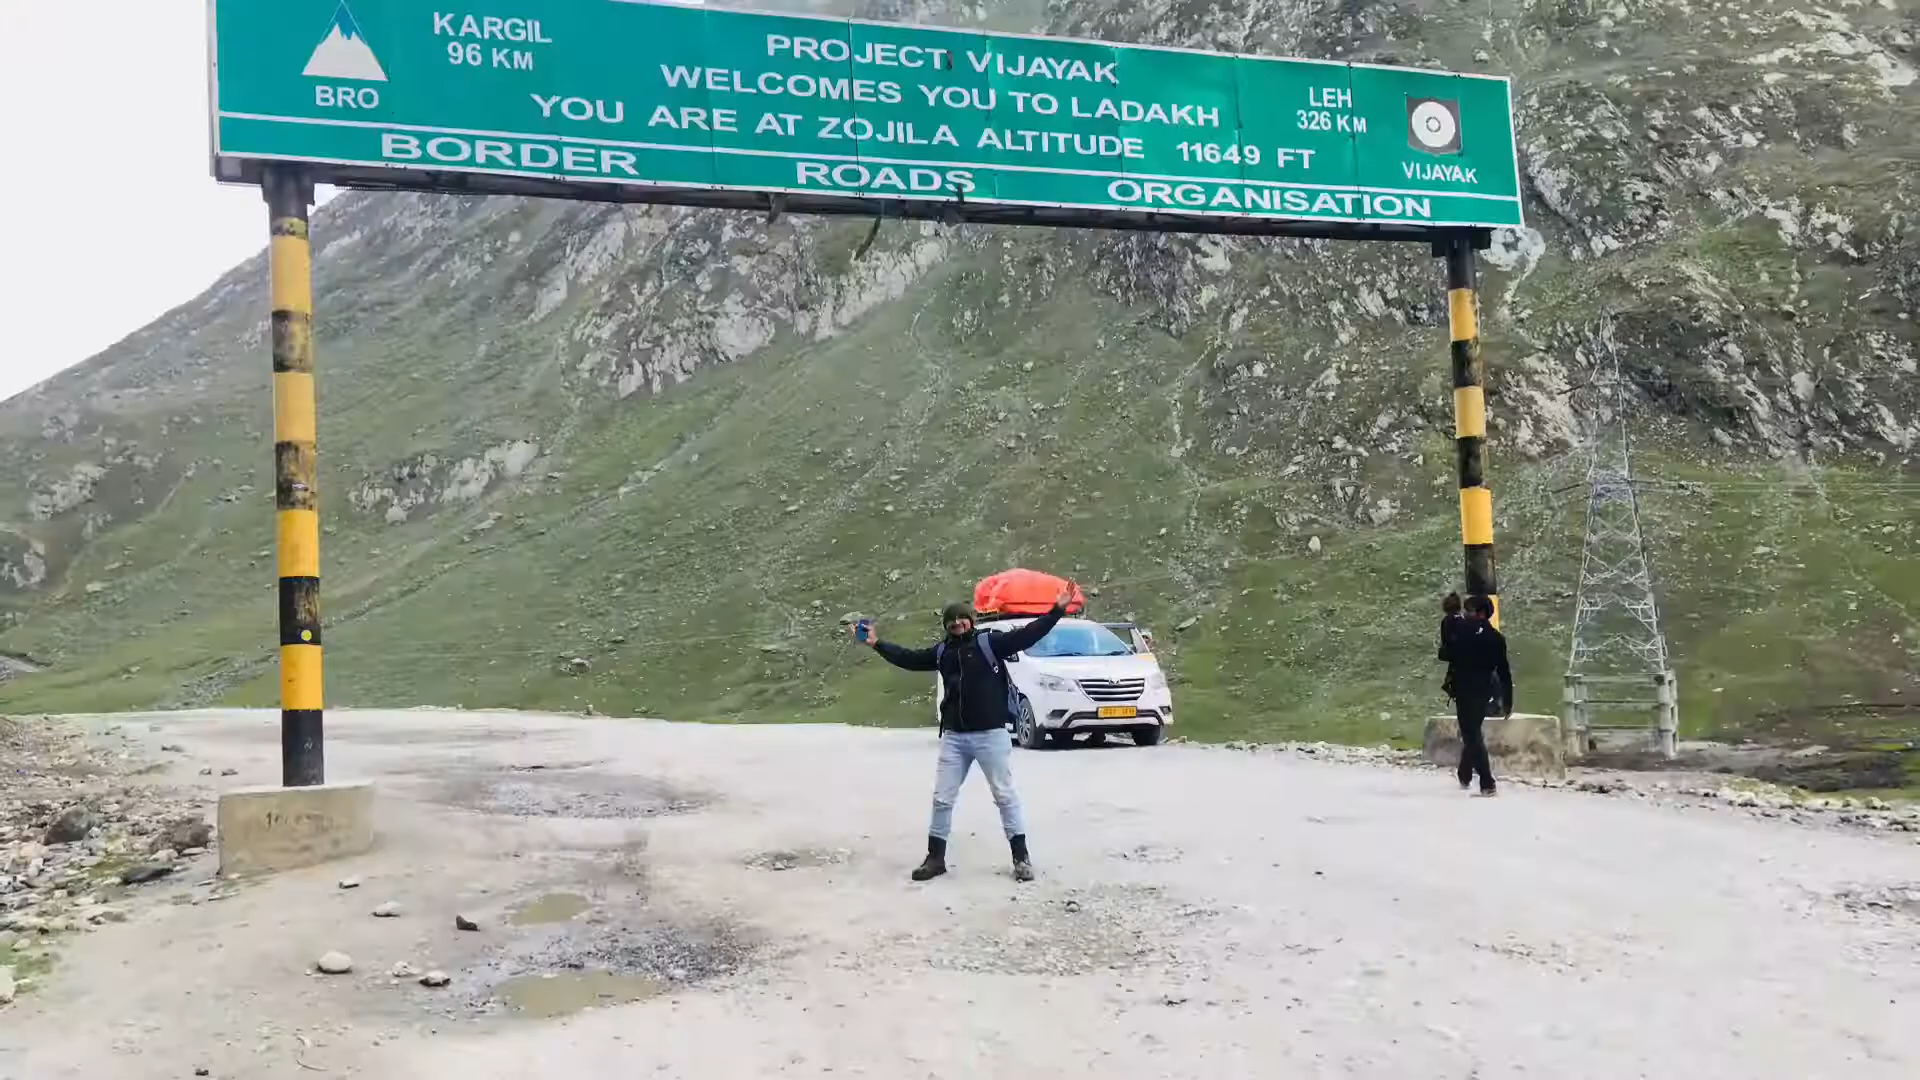 BRO
KARGIL
96 KM
PROJECT VIJAYAK
WELCOMES YOU TO LADAKH
YOU ARE AT ZOJILA ALTITUDE 11649 FT
LEH
326 KM
VIJAYAK
BORDER ROADS ORGANISATION